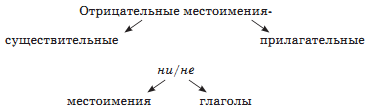 Отрицательные местоимения-
существительные прилагательные
ни/не
местоимения глаголы